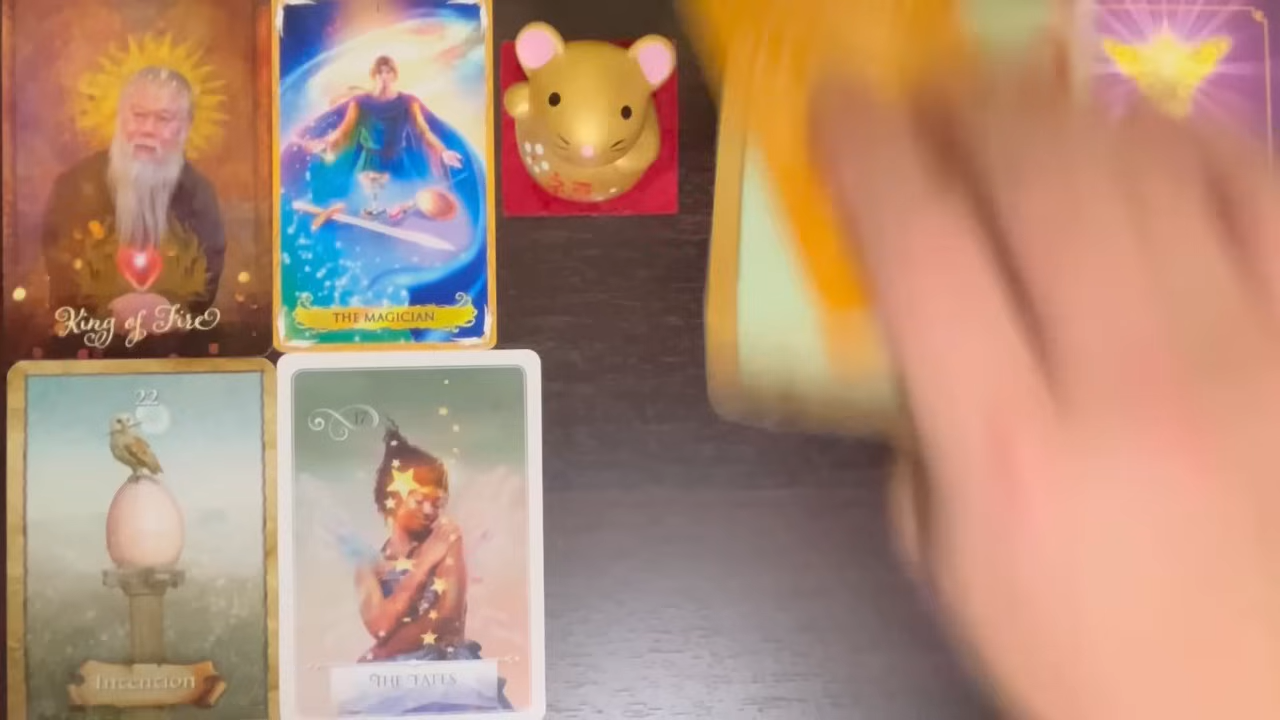 King of Fire
I
THE MAGICIAN
22
Intention
17
THE FATES